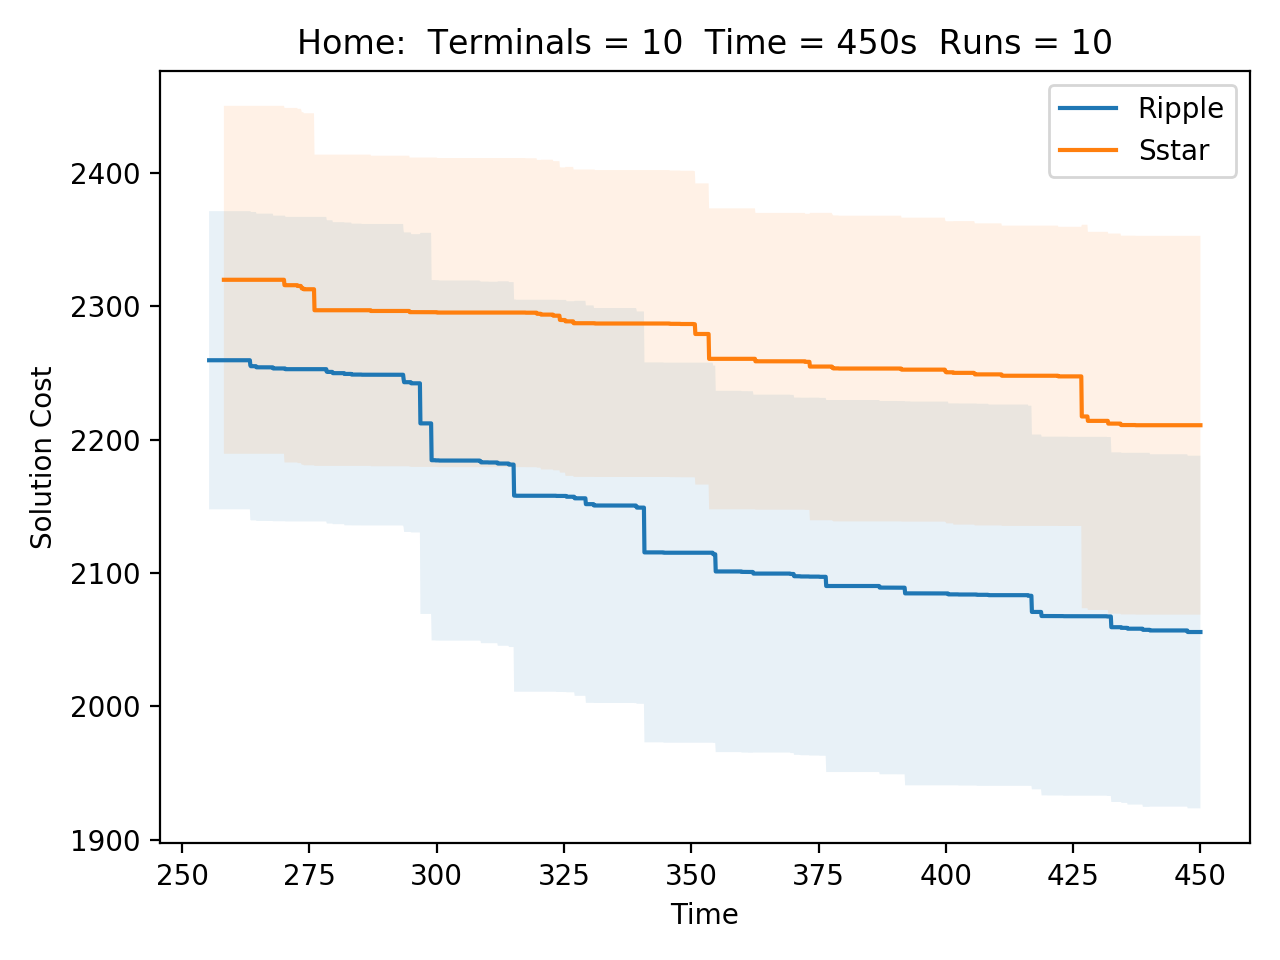 Home:  Terminals = 10  Time = 450s  Runs = 10
Ripple
Sstar
Solution Cost
2400
2300
2200
2100
2000
1900
250 275 300 325 350 375 400 425 450
Time